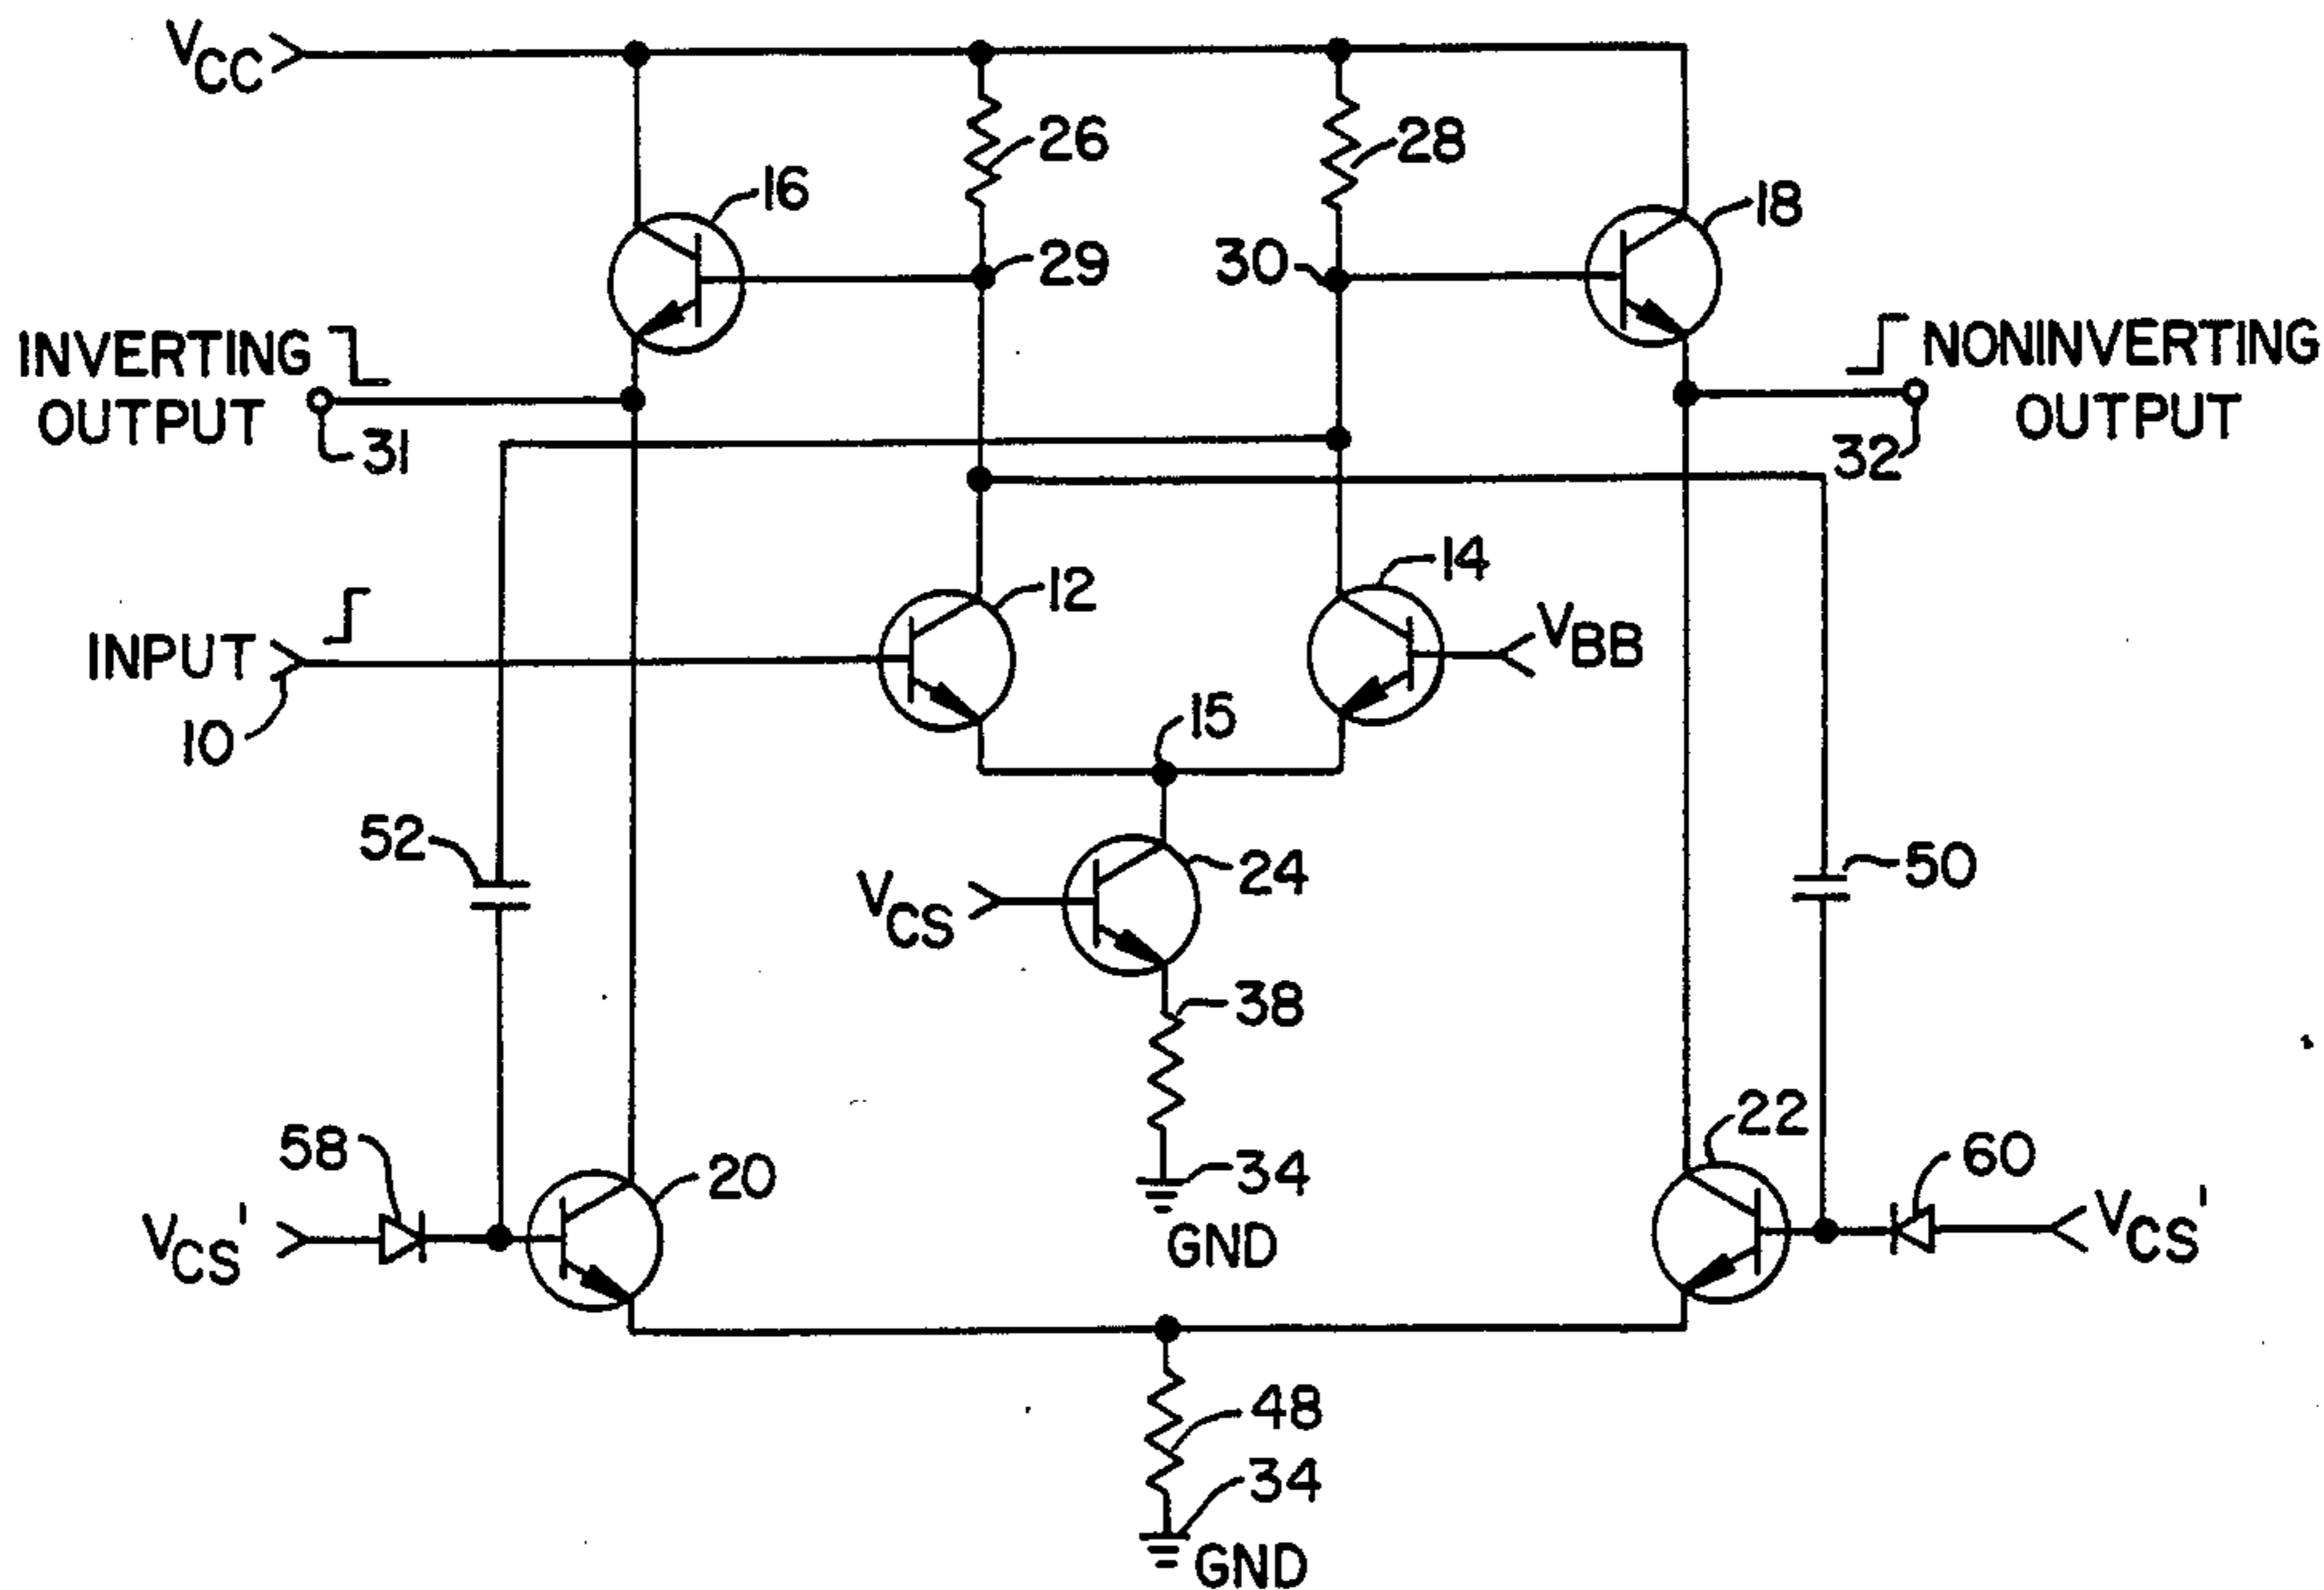 VCC
26
28
16
18
29
30
INVERTING
OUTPUT
31
NONINVERTING
OUTPUT
32
12
14
INPUT
10
VBB
15
52
24
50
VCS
38
58
20
34
GND
22
60
VCS'
VCS'
48
34
GND